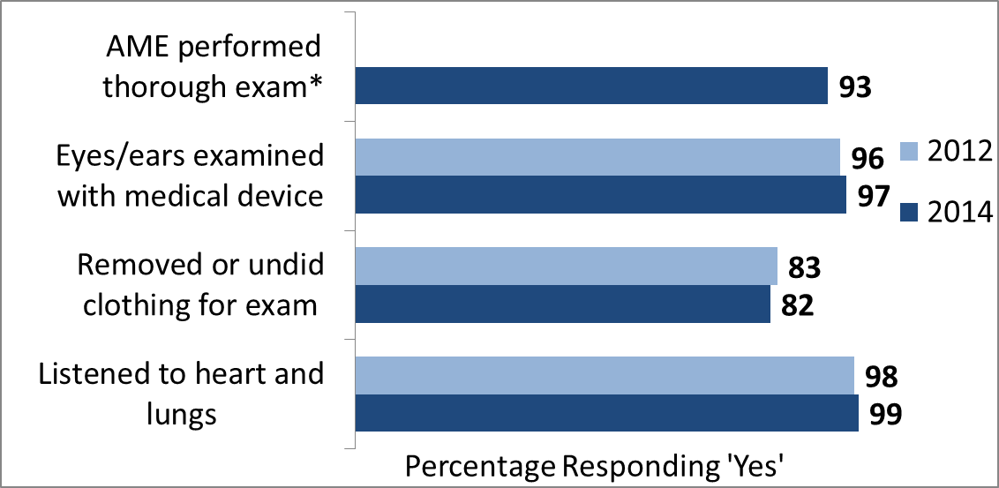 AME performed
thorough exam*
93
Eyes/ears examined
with medical device
96
97
2012
2014
Removed or undid
clothing for exam
83
82
Listened to heart and
lungs
98
99
Percentage Responding 'Yes'